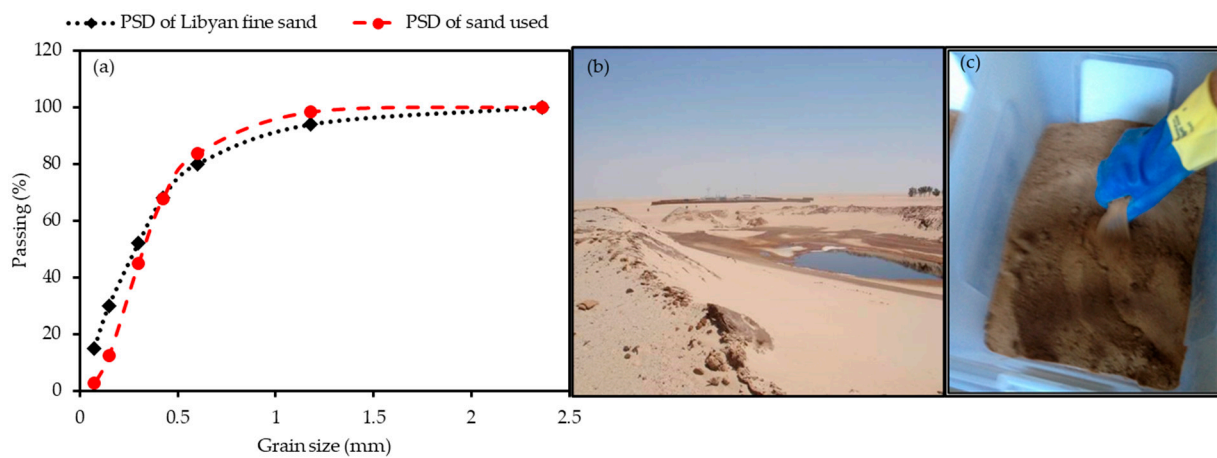 PSD of Libyan fine sand
PSD of sand used
(a)
(b)
(c)
120
100
80
60
40
20
0
Passing (%)
0
0.5
1
1.5
2
2.5
Grain size (mm)